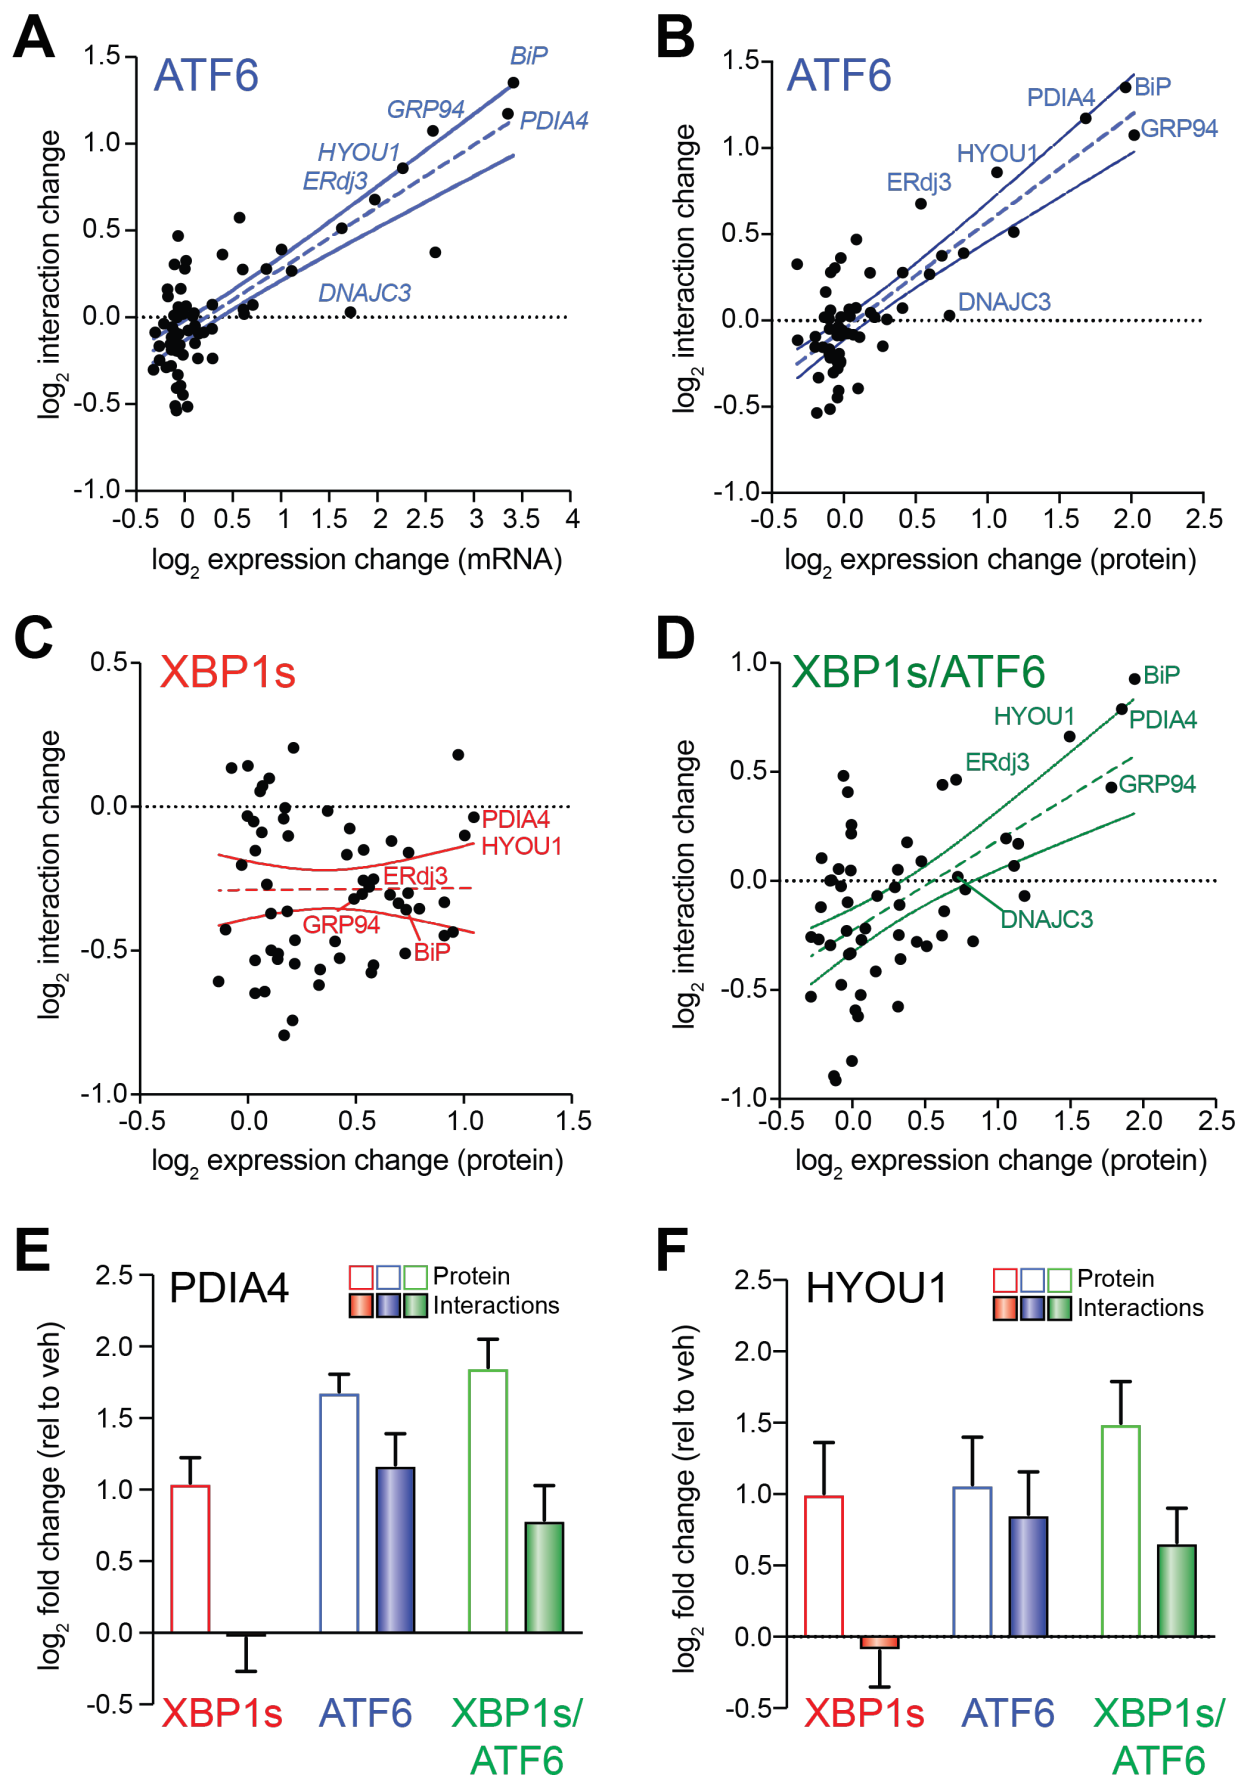 A
ATF6
log2 interaction change
1.5
1.0
0.5
0.0
-0.5
-1.0
BiP
GRP94
PDIA4
HYOU1
ERdj3
DNAJC3
-0.5 0 0.5 1 1.5 2 2.5 3 3.5 4
log2 expression change (mRNA)
B
ATF6
log2 interaction change
1.5
1.0
0.5
0.0
-0.5
-1.0
PDIA4
BiP
GRP94
HYOU1
ERdj3
DNAJC3
-0.5 0.0 0.5 1.0 1.5 2.0 2.5
log2 expression change (protein)
C
XBP1s
log2 interaction change
0.5
0.0
-0.5
-1.0
PDIA4
HYOU1
ERdj3
GRP94
BiP
-0.5 0.0 0.5 1.0 1.5
log2 expression change (protein)
D
XBP1s/ATF6
log2 interaction change
1.0
0.5
0.0
-0.5
-1.0
BiP
HYOU1
PDIA4
ERdj3
GRP94
DNAJC3
-0.5 0.0 0.5 1.0 1.5 2.0 2.5
log2 expression change (protein)
E
PDIA4
Protein
Interactions
log2 fold change (rel to veh)
2.5
2.0
1.5
1.0
0.5
0.0
-0.5
XBP1s ATF6 XBP1s/
ATF6
F
HYOU1
Protein
Interactions
log2 fold change (rel to veh)
2.5
2.0
1.5
1.0
0.5
0.0
-0.5
XBP1s ATF6 XBP1s/
ATF6